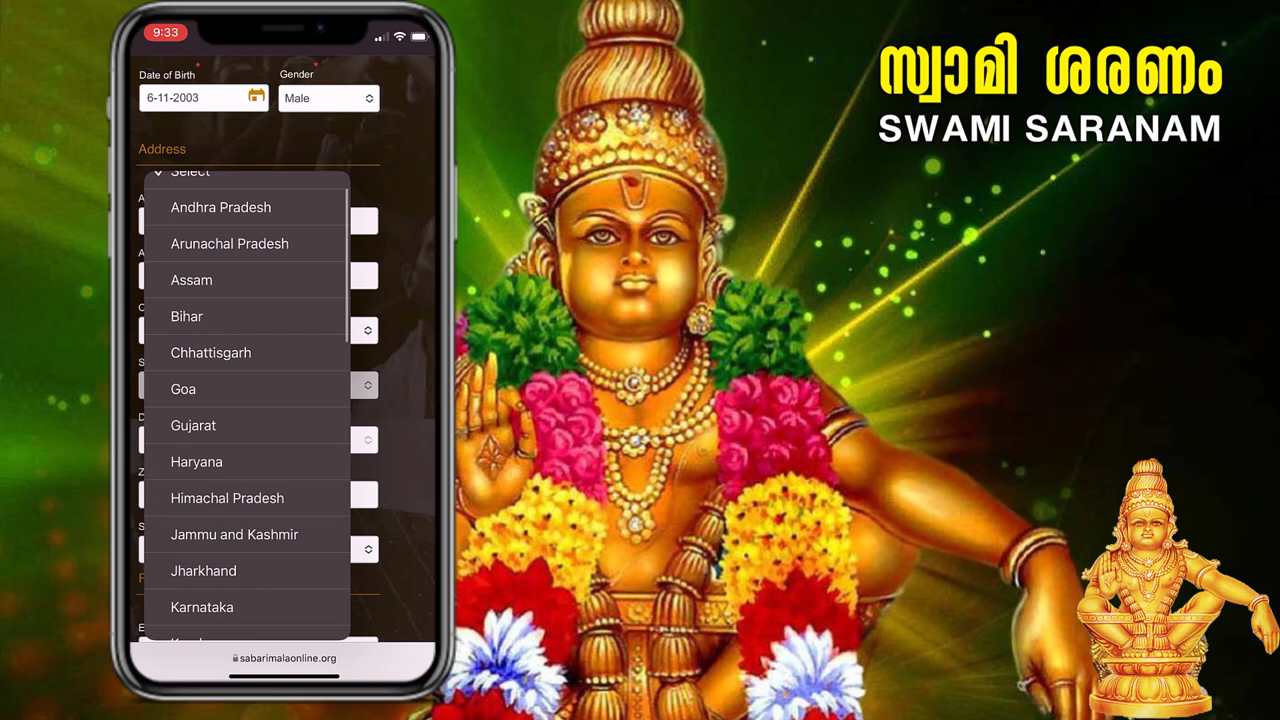 9:33
Date of Birth*
Gender*
6-11-2003
Male
Address
Select
Andhra Pradesh
Arunachal Pradesh
Assam
Bihar
Chhattisgarh
Goa
Gujarat
Haryana
Himachal Pradesh
Jammu and Kashmir
Jharkhand
Karnataka
sabarimalaonline.org
സ്വാമി ശരണം
SWAMI SARANAM